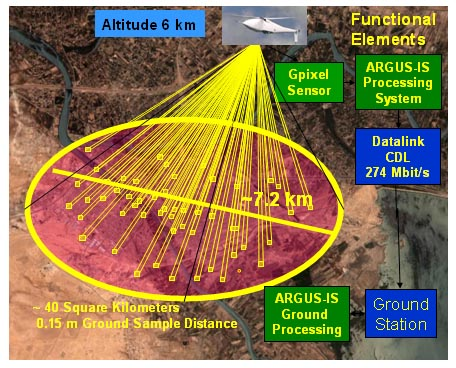 Altitude 6 km
Functional
Elements
Gpixel
Sensor
ARGUS-IS
Processing
System
Datalink
CDL
274 Mbit/s
~7.2 km
~ 40 Square Kilometers
0.15 m Ground Sample Distance
ARGUS-IS
Ground
Processing
Ground
Station